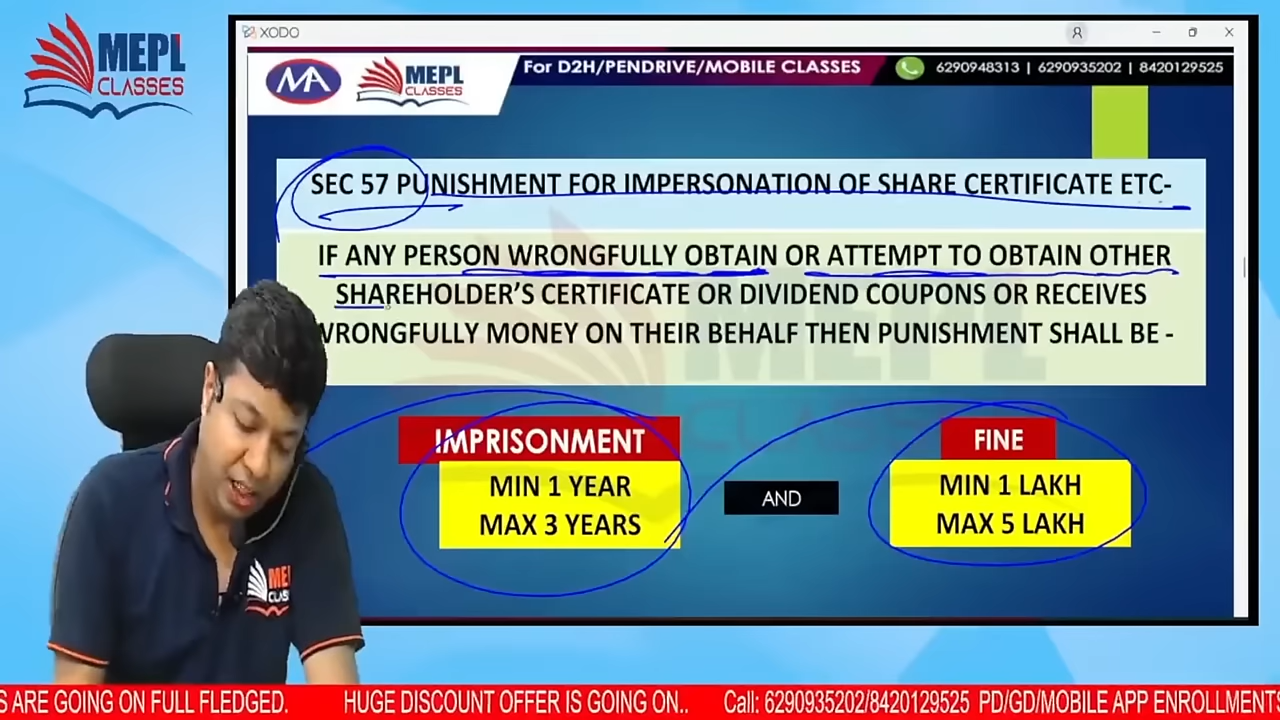 MEPL
CLASSES
XODO
MA
MEPL
CLASSES
For D2H/PENDRIVE/MOBILE CLASSES
6290948313 | 6290935202 | 8420129525
SEC 57 PUNISHMENT FOR IMPERSONATION OF SHARE CERTIFICATE ETC-
IF ANY PERSON WRONGFULLY OBTAIN OR ATTEMPT TO OBTAIN OTHER
SHAREHOLDER'S CERTIFICATE OR DIVIDEND COUPONS OR RECEIVES
WRONGFULLY MONEY ON THEIR BEHALF THEN PUNISHMENT SHALL BE -
MEPL
CLASSES
IMPRISONMENT
MIN 1 YEAR
MAX 3 YEARS
AND
FINE
MIN 1 LAKH
MAX 5 LAKH
MEPL
CLASSES
S ARE GOING ON FULL FLEDGED. HUGE DISCOUNT OFFER IS GOING ON.. Call: 6290935202/8420129525 PD/GD/MOBILE APP ENROLLMENTS